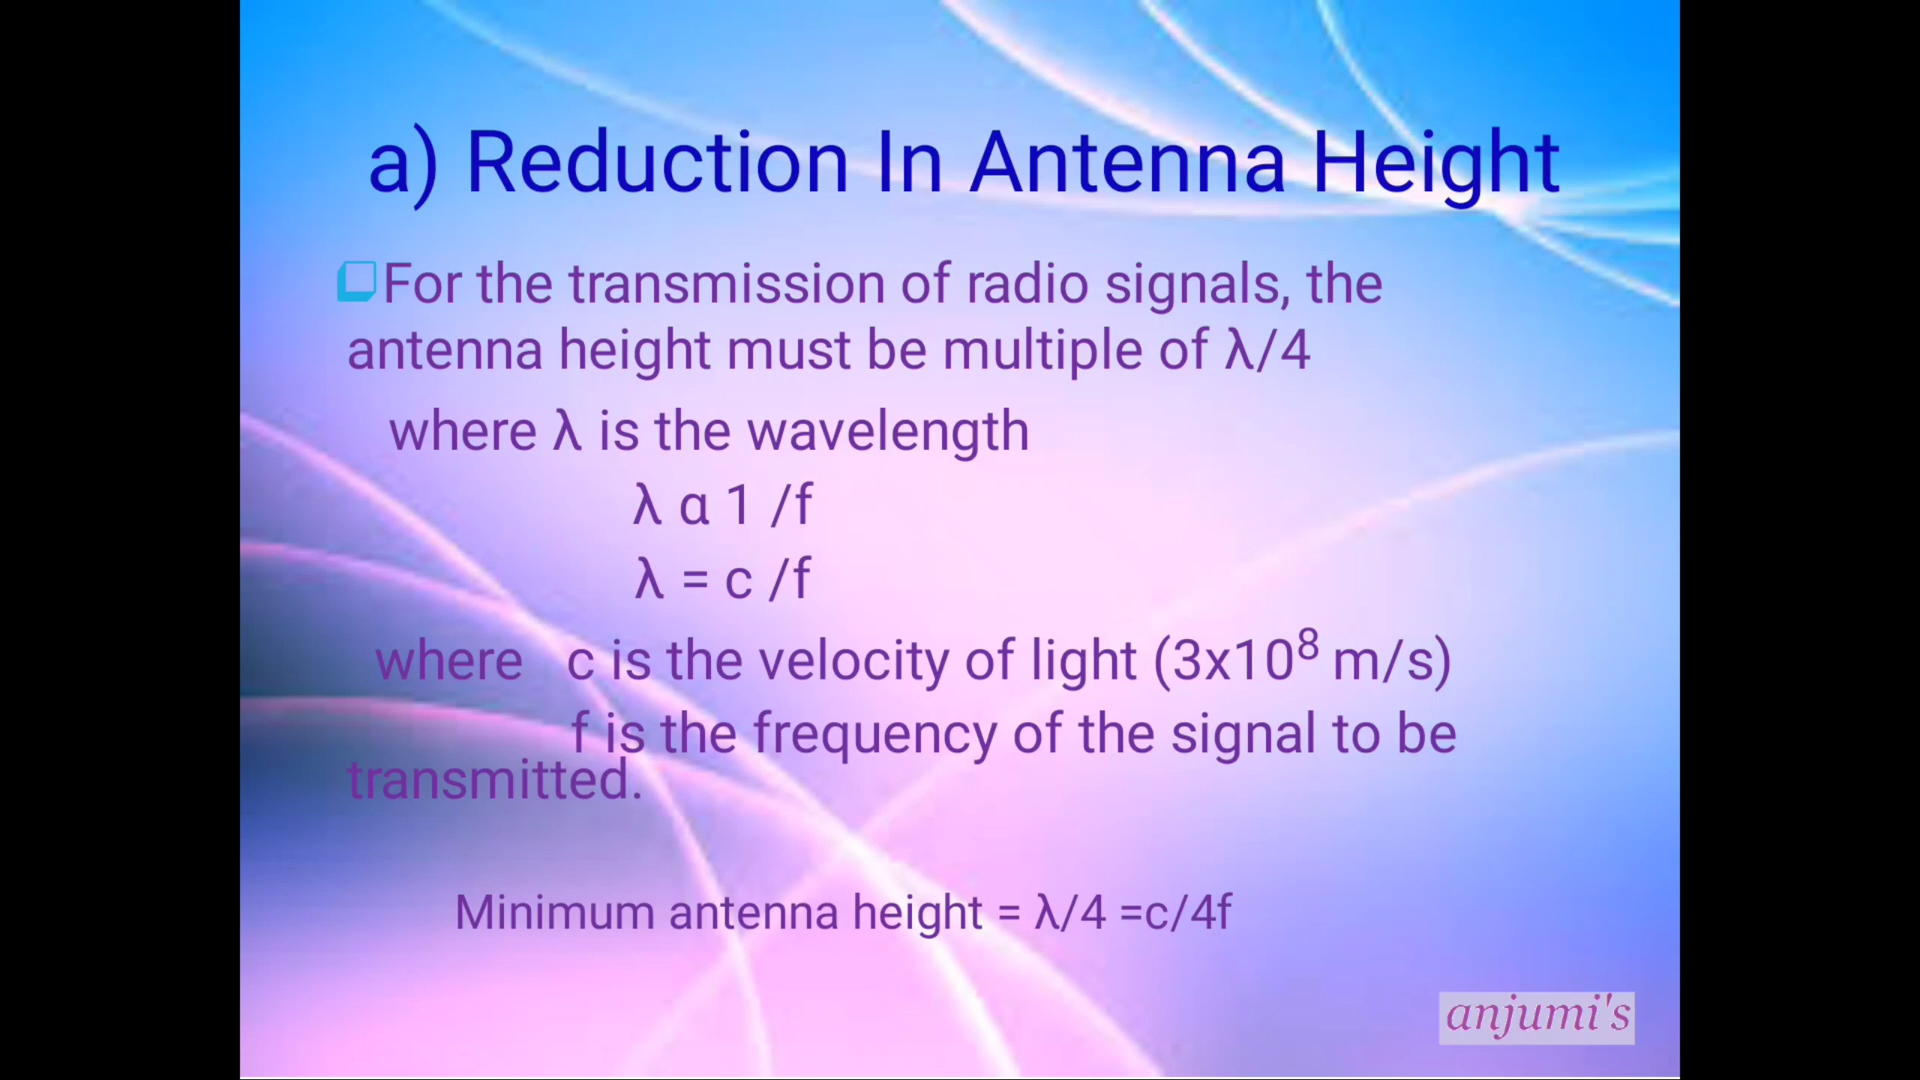 a) Reduction In Antenna Height
❑For the transmission of radio signals, the
antenna height must be multiple of λ/4
where λ is the wavelength
λ α 1 /f
λ = c /f
where c is the velocity of light (3x10⁸ m/s)
f is the frequency of the signal to be
transmitted.
Minimum antenna height = λ/4 =c/4f
anjumi's